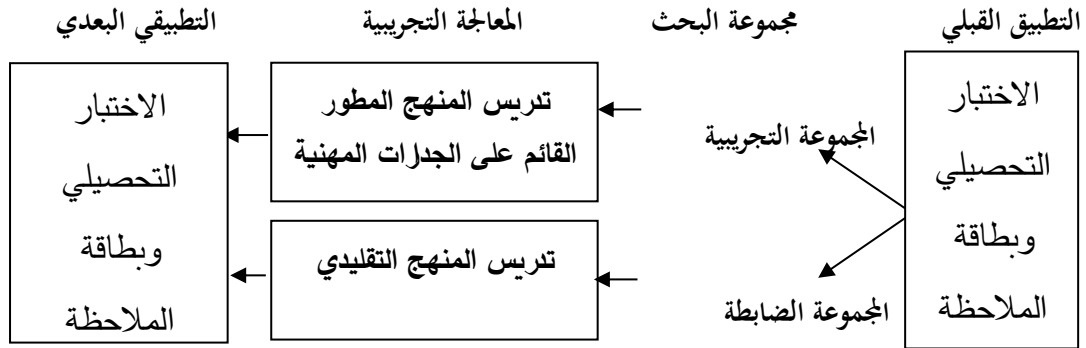 التطبيق القبلي
مجموعة البحث
المعالجة التجريبية
التطبيقي البعدي
الاختبار
التحصيلي
وبطاقة
الملاحظة
المجموعة التجريبية
المجموعة الضابطة
تدريس المنهج المطور
القائم على الجدارات المهنية
تدريس المنهج التقليدي
الاختبار
التحصيلي
وبطاقة
الملاحظة